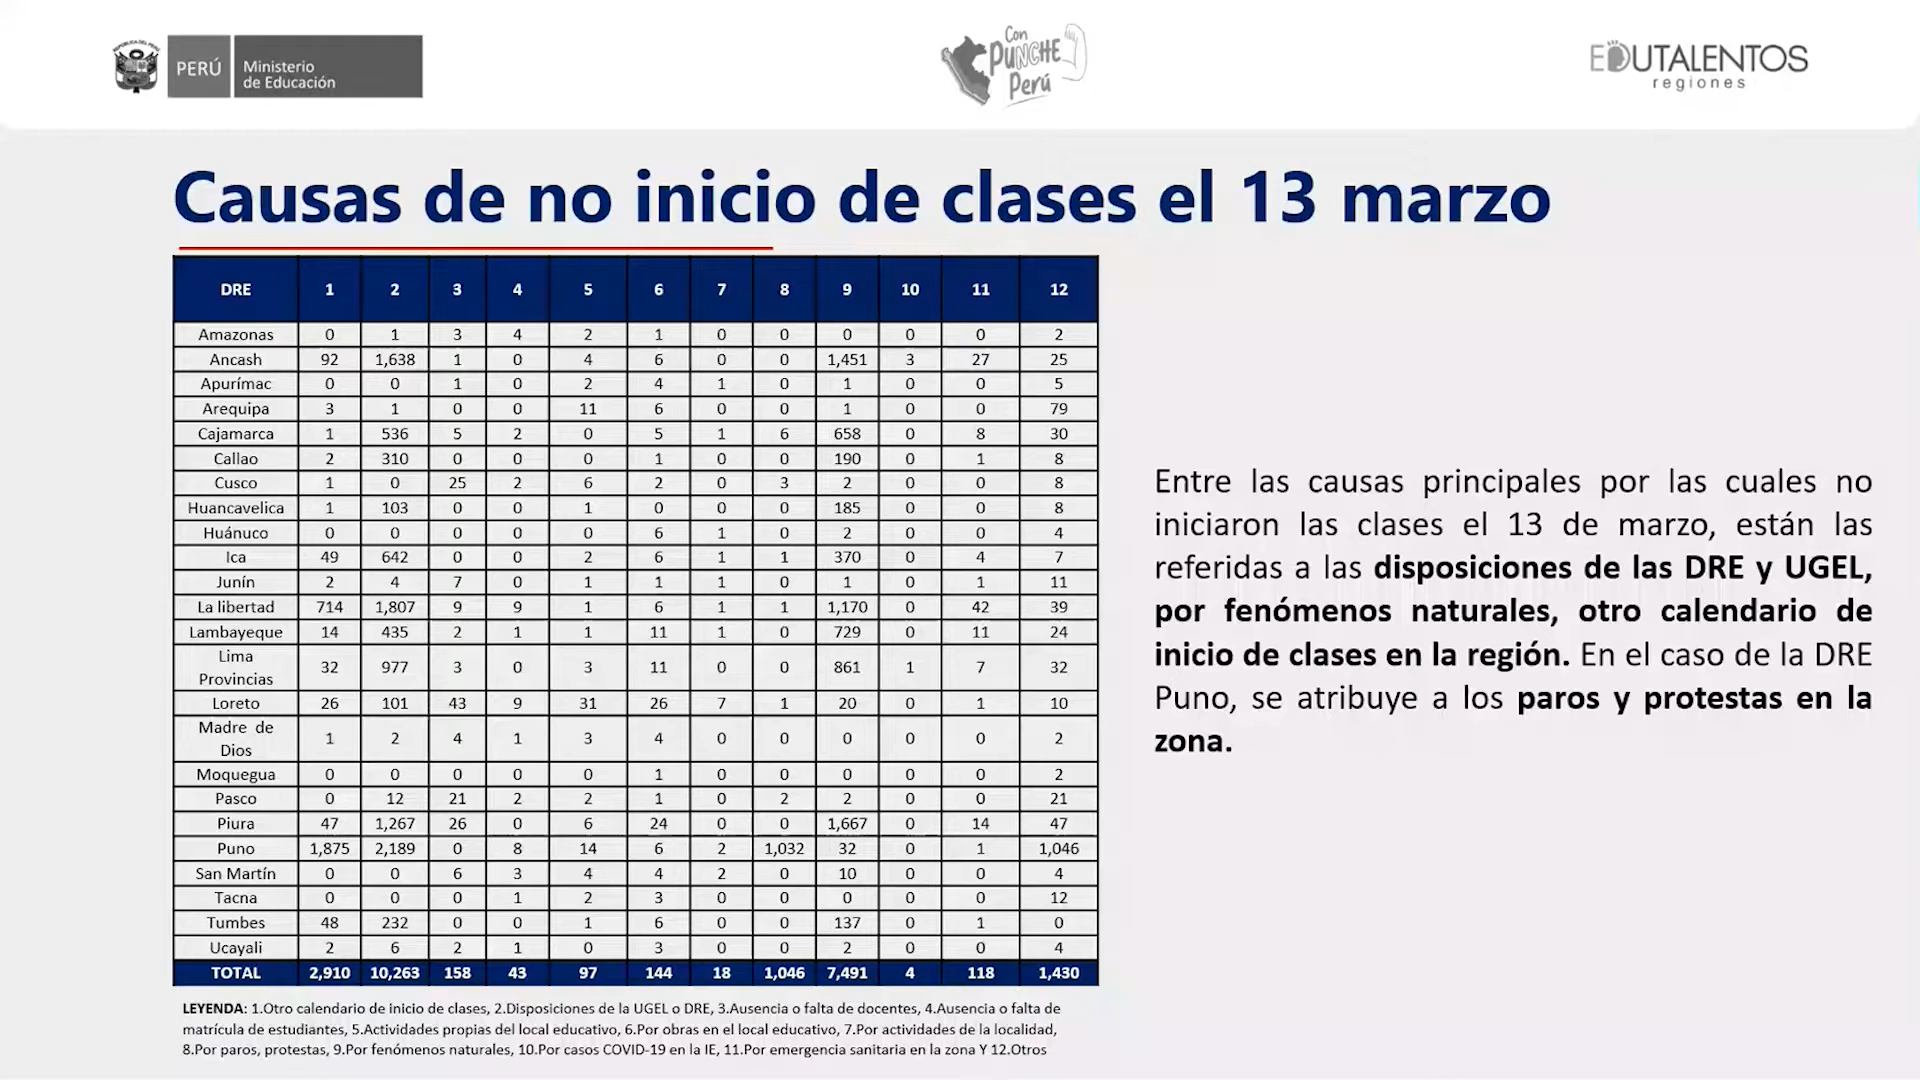 REPÚBLICA DEL PERÚ
PERÚ
Ministerio
de Educación
Con
PUNCHE
Perú
EDUTALENTOS
regiones
Causas de no inicio de clases el 13 marzo
DRE 1 2 3 4 5 6 7 8 9 10 11 12
Amazonas 0 1 3 4 2 1 0 0 0 0 0 2
Ancash 92 1,638 1 0 4 6 0 0 1,451 3 27 25
Apurímac 0 0 1 0 2 4 1 0 1 0 0 5
Arequipa 3 1 0 0 11 6 0 0 1 0 0 79
Cajamarca 1 536 5 2 0 5 1 6 658 0 8 30
Callao 2 310 0 0 0 1 0 0 190 0 1 8
Cusco 1 0 25 2 6 2 0 3 2 0 0 8
Huancavelica 1 103 0 0 1 0 0 0 185 0 0 8
Huánuco 0 0 0 0 0 6 1 0 2 0 0 4
Ica 49 642 0 0 2 6 1 1 370 0 4 7
Junín 2 4 7 0 1 1 1 0 1 0 1 11
La libertad 714 1,807 9 9 1 6 1 1 1,170 0 42 39
Lambayeque 14 435 2 1 1 11 1 0 729 0 11 24
Lima
Provincias 32 977 3 0 3 11 0 0 861 1 7 32
Loreto 26 101 43 9 31 26 7 1 20 0 1 10
Madre de
Dios 1 2 4 1 3 4 0 0 0 0 0 2
Moquegua 0 0 0 0 0 1 0 0 0 0 0 2
Pasco 0 12 21 2 2 1 0 2 2 0 0 21
Piura 47 1,267 26 0 6 24 0 0 1,667 0 14 47
Puno 1,875 2,189 0 8 14 6 2 1,032 32 0 1 1,046
San Martín 0 0 6 3 4 4 2 0 10 0 0 4
Tacna 0 0 0 1 2 3 0 0 0 0 0 12
Tumbes 48 232 0 0 1 6 0 0 137 0 1 0
Ucayali 2 6 2 1 0 3 0 0 2 0 0 4
TOTAL 2,910 10,263 158 43 97 144 18 1,046 7,491 4 118 1,430
LEYENDA: 1.Otro calendario de inicio de clases, 2.Disposiciones de la UGEL o DRE, 3.Ausencia o falta de docentes, 4.Ausencia o falta de
matrícula de estudiantes, 5.Actividades propias del local educativo, 6.Por obras en el local educativo, 7.Por actividades de la localidad,
8.Por paros, protestas, 9.Por fenómenos naturales, 10.Por casos COVID-19 en la IE, 11.Por emergencia sanitaria en la zona Y 12.Otros
Entre las causas principales por las cuales no
iniciaron las clases el 13 de marzo, están las
referidas a las disposiciones de las DRE y UGEL,
por fenómenos naturales, otro calendario de
inicio de clases en la región. En el caso de la DRE
Puno, se atribuye a los paros y protestas en la
zona.